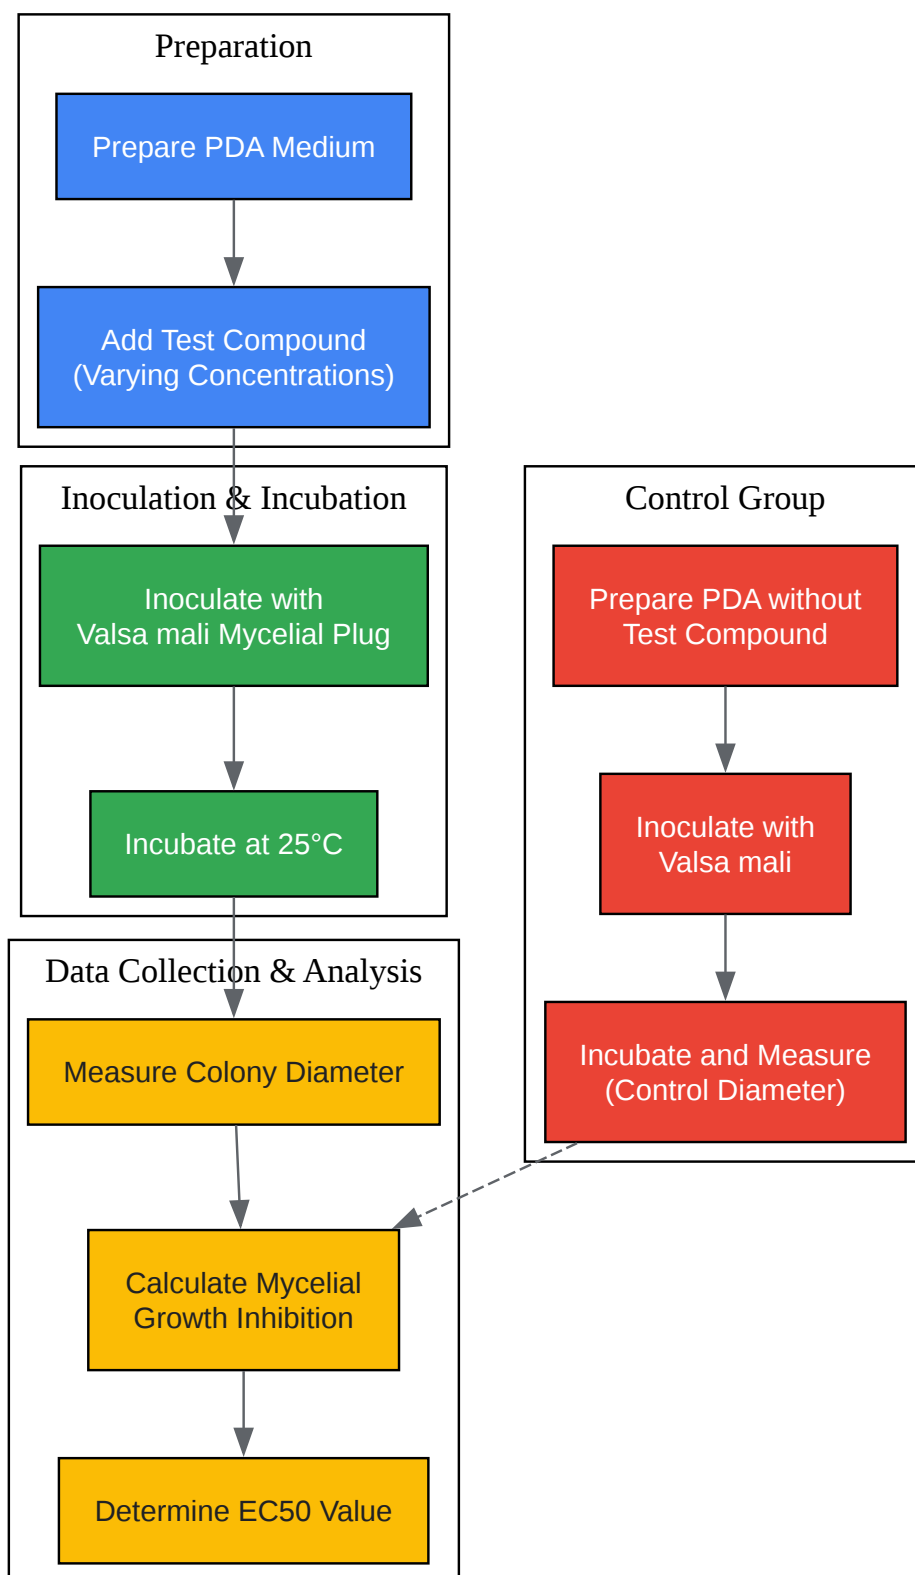 Preparation
Prepare PDA Medium
Add Test Compound
(Varying Concentrations)
Inoculation & Incubation
Inoculate with
Valsa mali Mycelial Plug
Incubate at 25°C
Data Collection & Analysis
Measure Colony Diameter
Calculate Mycelial
Growth Inhibition
Determine EC50 Value
Control Group
Prepare PDA without
Test Compound
Inoculate with
Valsa mali
Incubate and Measure
(Control Diameter)